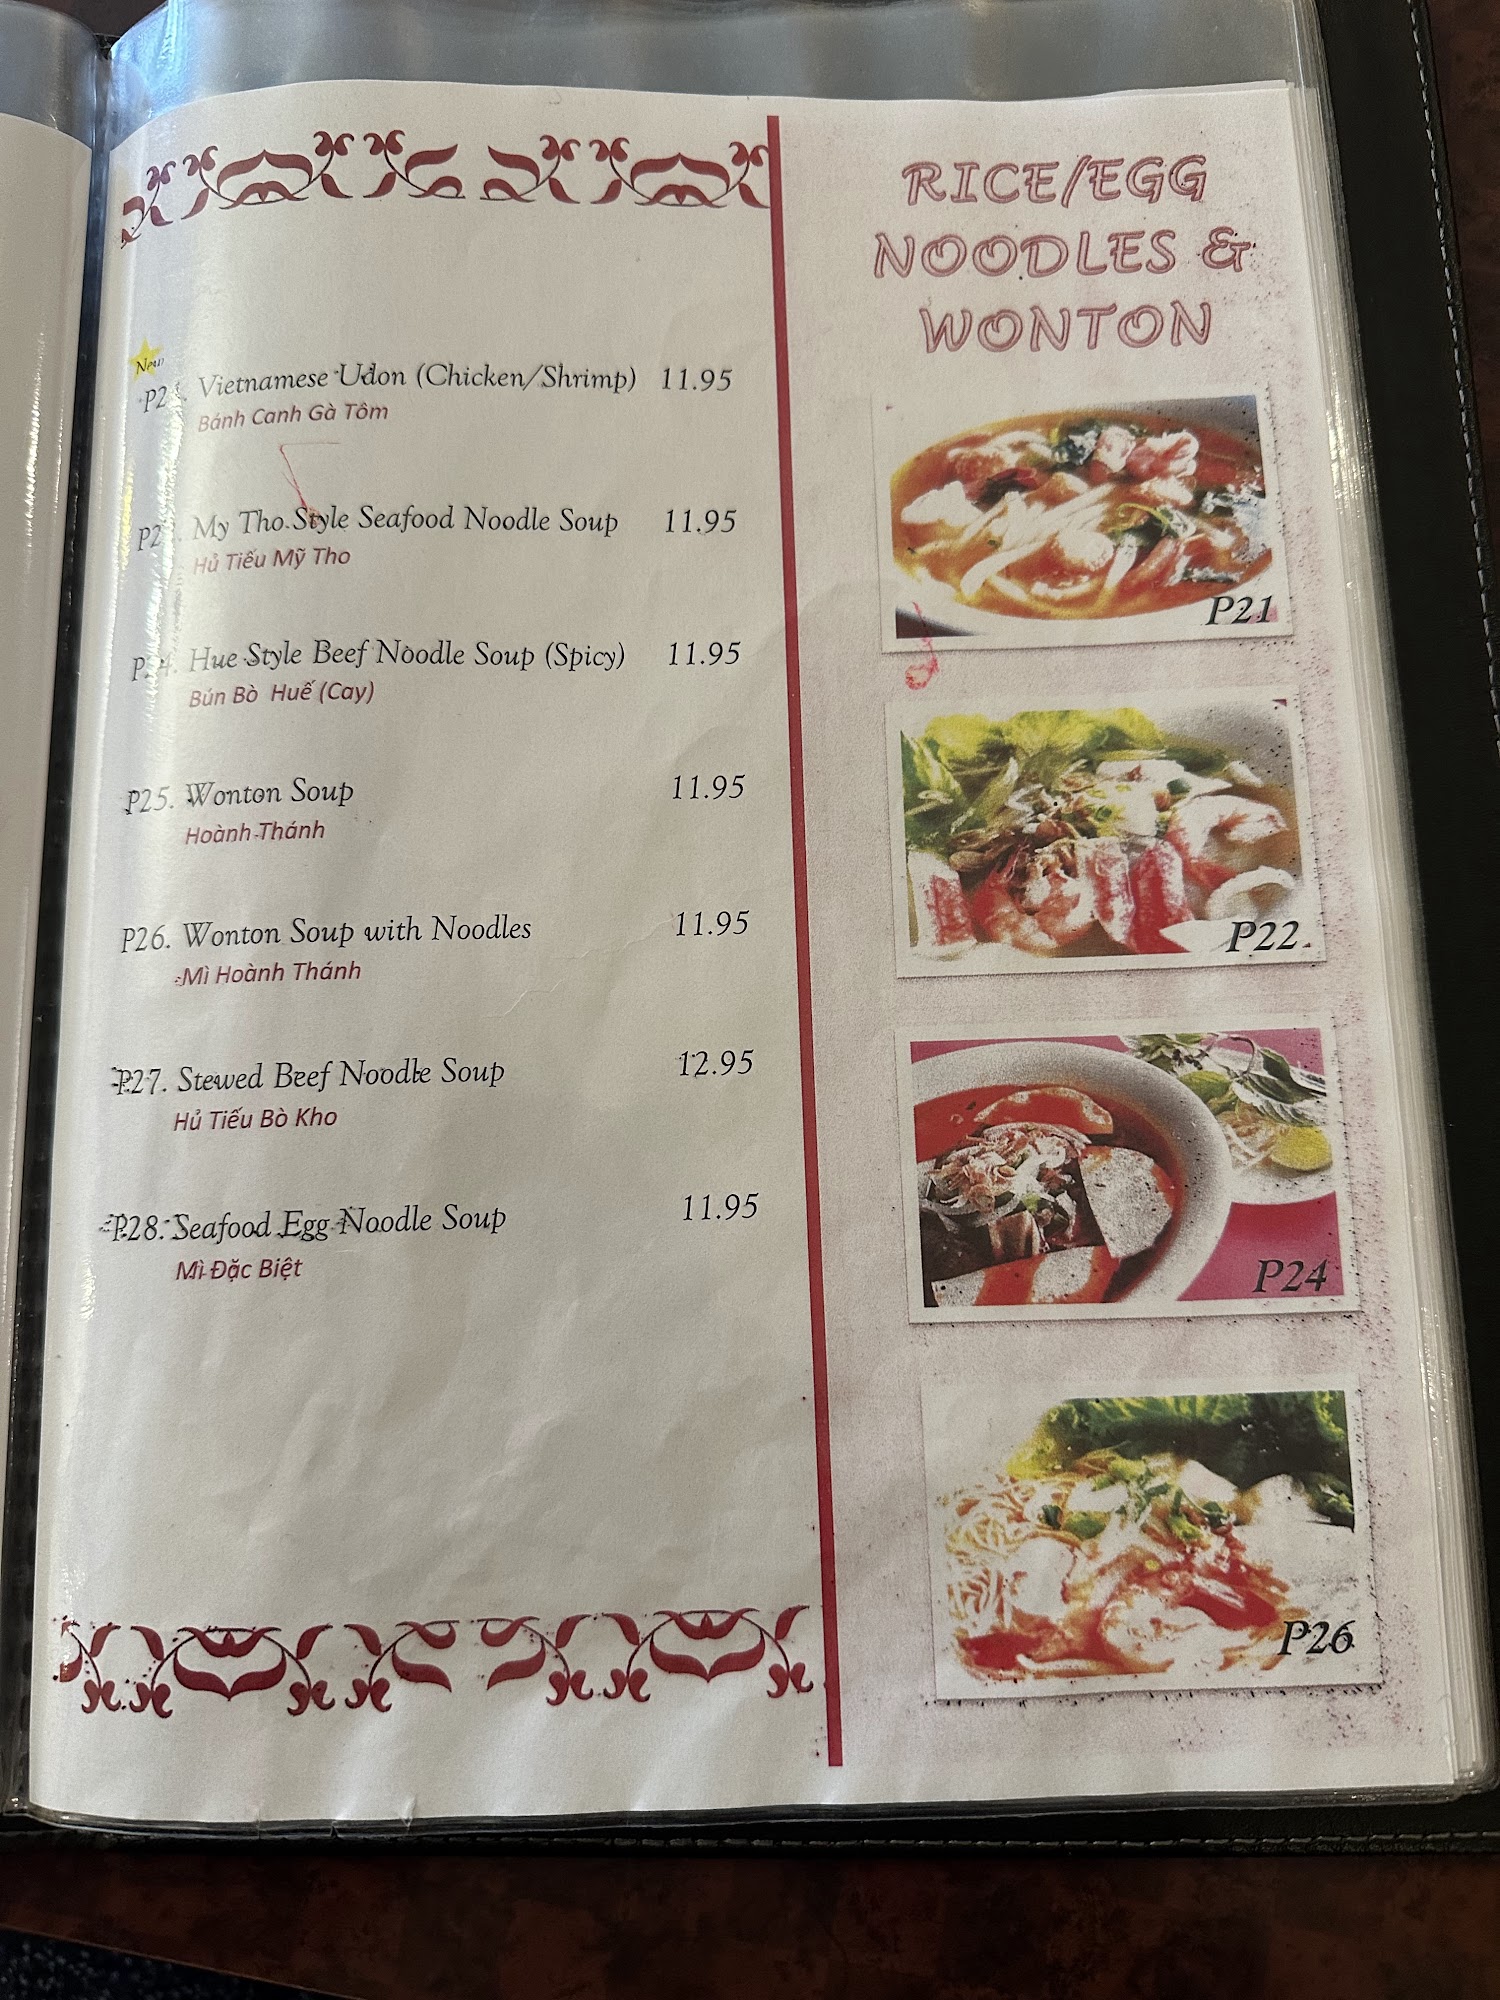 New
Vietnamese Udon (Chicken/Shrimp) 11.95
Bánh Canh Gà Tôm
My Tho Style Seafood Noodle Soup 11.95
Hủ Tiếu Mỹ Tho
Hue Style Beef Noodle Soup (Spicy) 11.95
Bún Bò Huế (Cay)
P25. Wonton Soup 11.95
Hoành Thánh
P26. Wonton Soup with Noodles 11.95
Mì Hoành Thánh
P27. Stewed Beef Noodle Soup 12.95
Hủ Tiếu Bò Kho
P28. Seafood Egg Noodle Soup 11.95
Mì Đặc Biệt
RICE/EGG
NOODLES &
WONTON
P21
P22
P24
P26